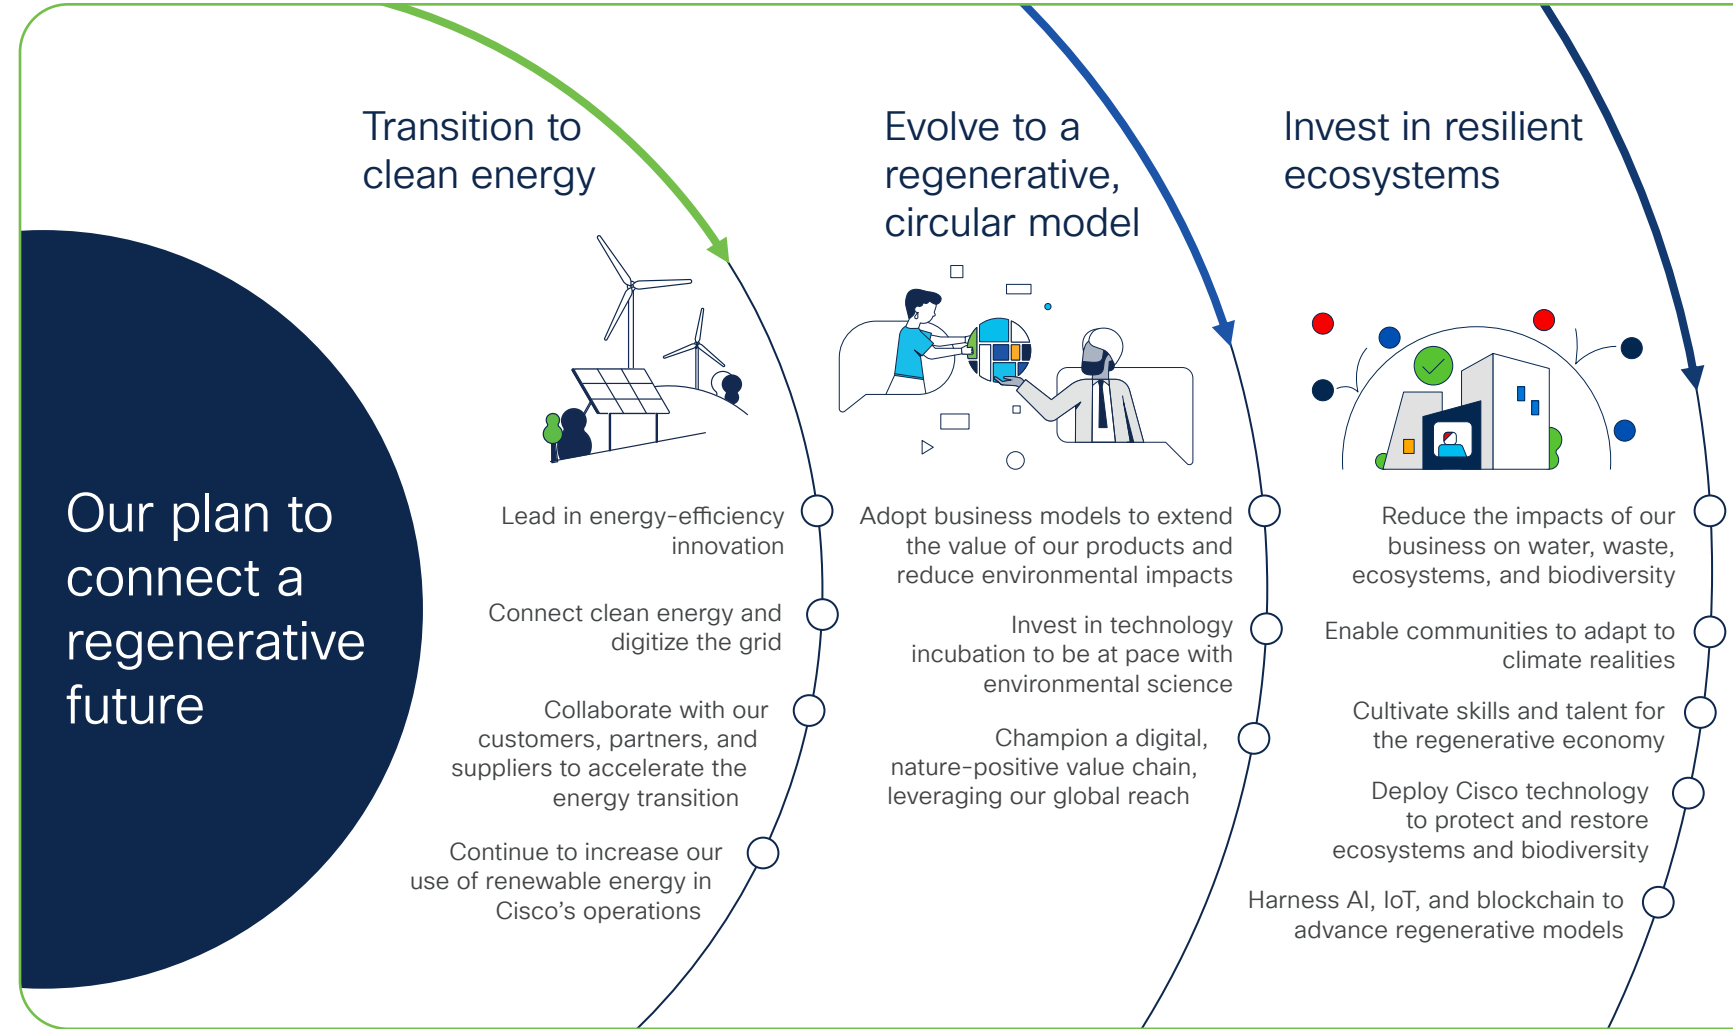 Our plan to
connect a
regenerative
future
Transition to
clean energy
Lead in energy-efficiency
innovation
Connect clean energy and
digitize the grid
Collaborate with our
customers, partners, and
suppliers to accelerate the
energy transition
Continue to increase our
use of renewable energy in
Cisco's operations
Evolve to a
regenerative,
circular model
Adopt business models to extend
the value of our products and
reduce environmental impacts
Invest in technology
incubation to be at pace with
environmental science
Champion a digital,
nature-positive value chain,
leveraging our global reach
Invest in resilient
ecosystems
Reduce the impacts of our
business on water, waste,
ecosystems, and biodiversity
Enable communities to adapt to
climate realities
Cultivate skills and talent for
the regenerative economy
Deploy Cisco technology
to protect and restore
ecosystems and biodiversity
Harness AI, IoT, and blockchain to
advance regenerative models